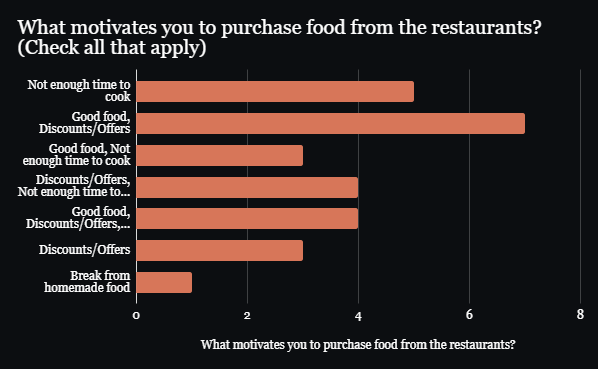 What motivates you to purchase food from the restaurants?
(Check all that apply)
Not enough time to
cook
Good food,
Discounts/Offers
Good food, Not
enough time to cook
Discounts/Offers,
Not enough time to...
Good food,
Discounts/Offers,...
Discounts/Offers
Break from
homemade food
0 2 4 6 8
What motivates you to purchase food from the restaurants?